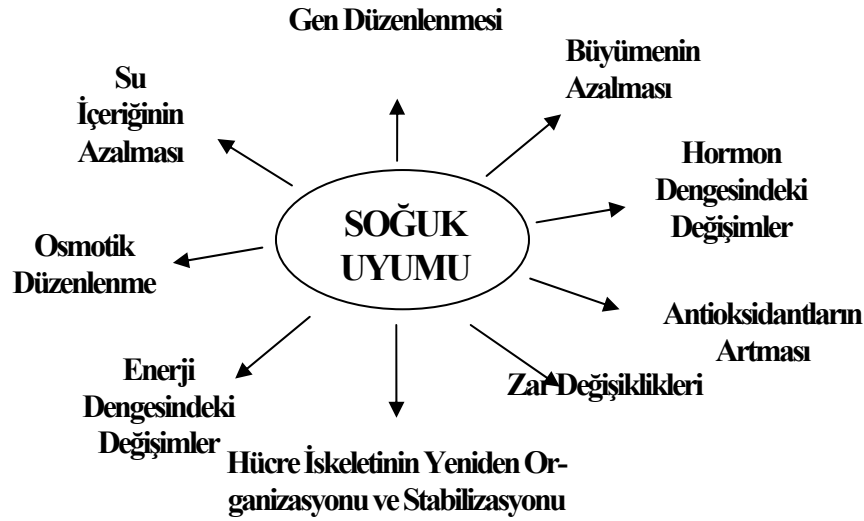 Gen Düzenlenmesi
Büyümenin
Azalması
Su
İçeriğinin
Azalması
Hormon
Dengesindeki
Değişimler
SOĞUK
UYUMU
Osmotik
Düzenlenme
Antioksidantların
Artması
Zar Değişiklikleri
Enerji
Dengesindeki
Değişimler
Hücre İskeletinin Yeniden Or-
ganizasyonu ve Stabilizasyonu